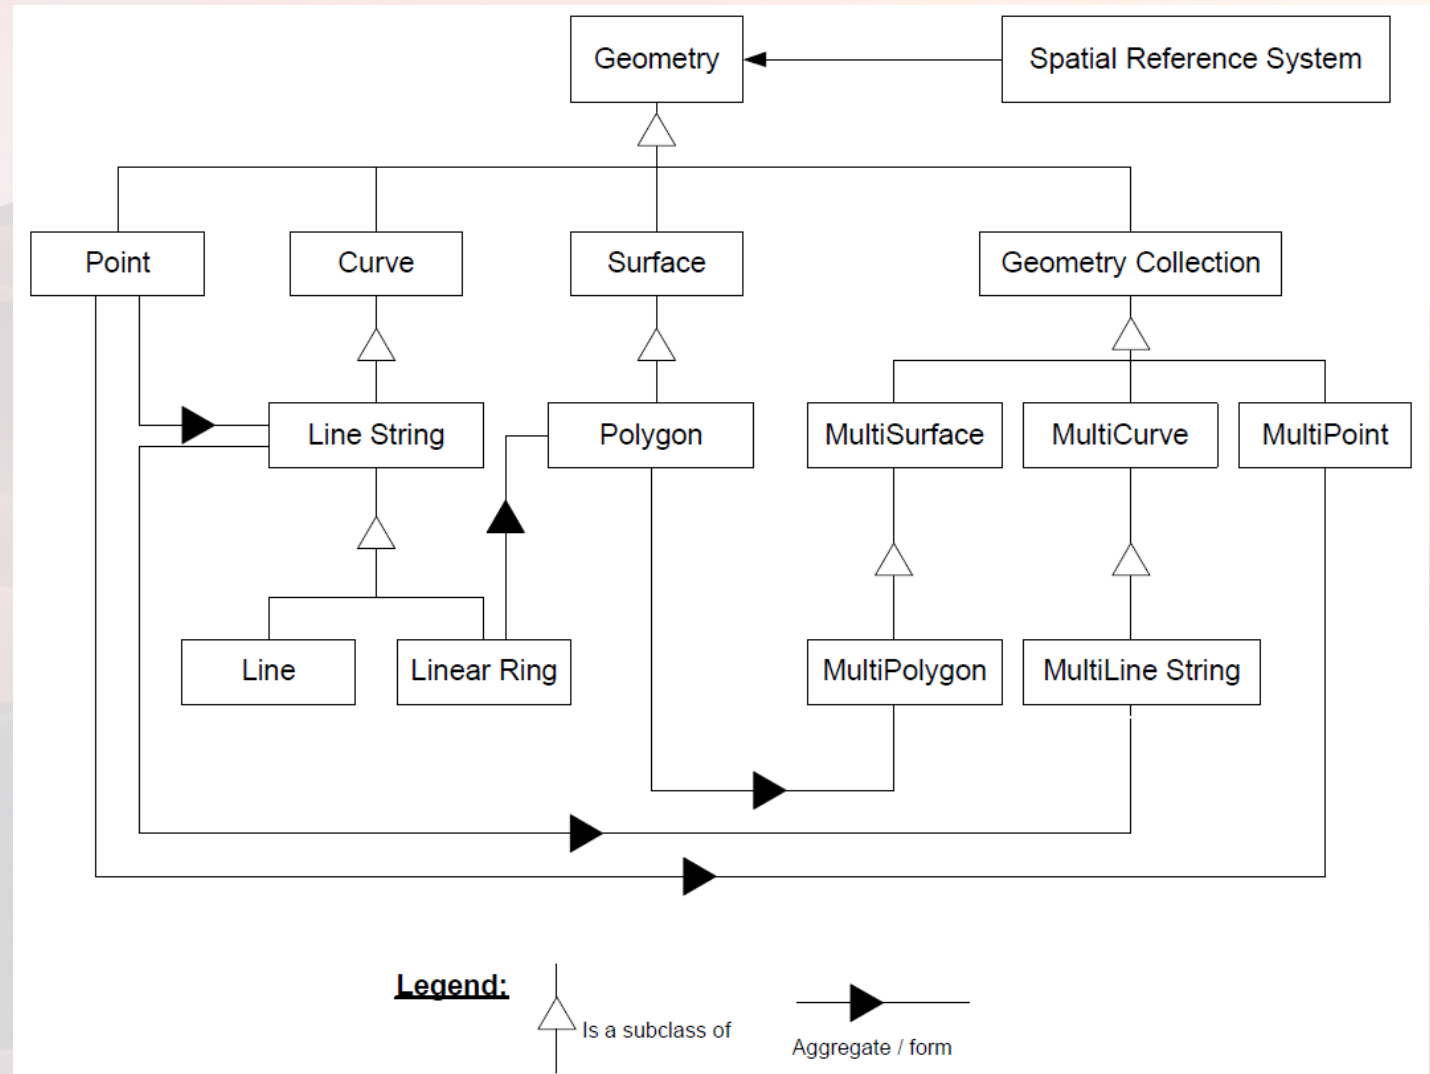 Geometry
Spatial Reference System
Point
Curve
Surface
Geometry Collection
Line String
Polygon
MultiSurface
MultiCurve
MultiPoint
Line
Linear Ring
MultiPolygon
MultiLine String
Legend:
Is a subclass of
Aggregate / form